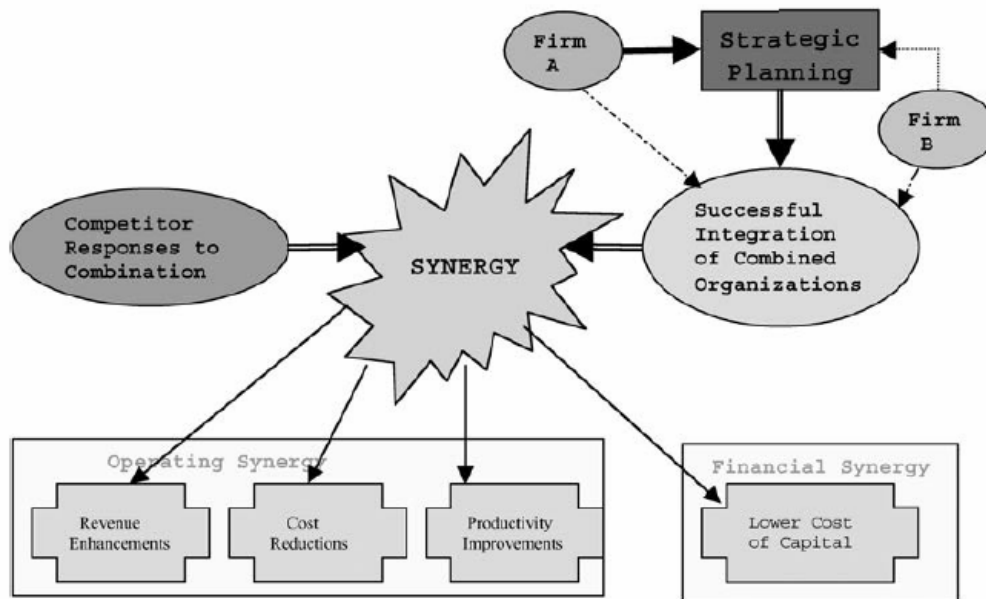 Firm
A
Strategic
Planning
Firm
B
Competitor
Responses to
Combination
SYNERGY
Successful
Integration
of Combined
Organizations
Operating Synergy
Revenue
Enhancements
Cost
Reductions
Productivity
Improvements
Financial Synergy
Lower Cost
of Capital